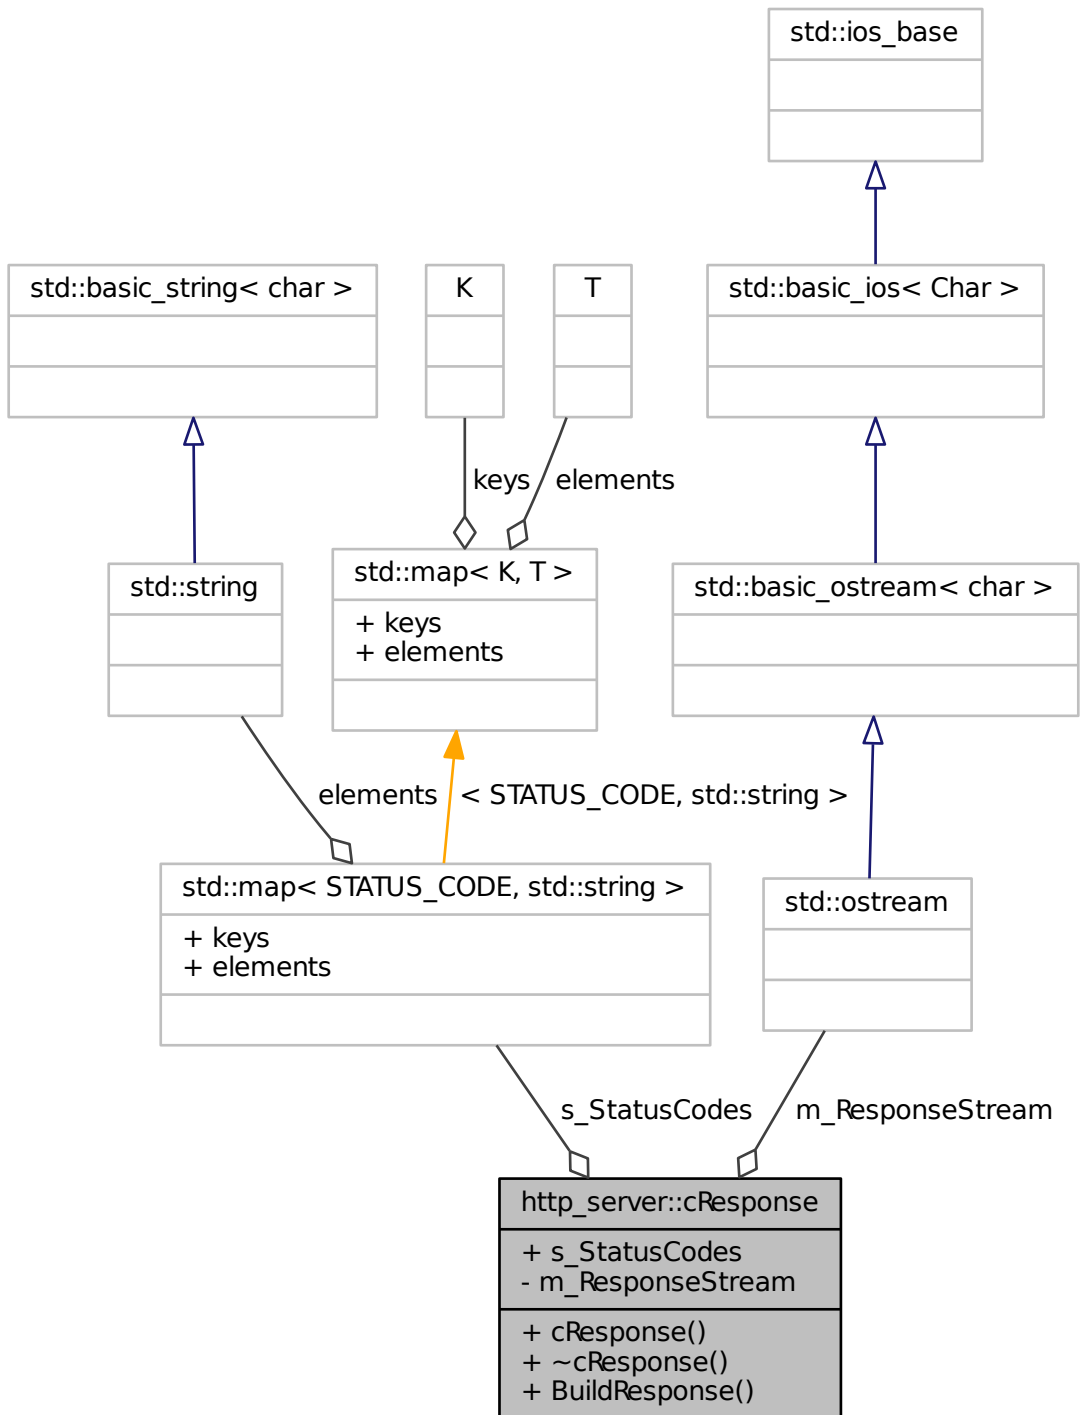 std::ios_base
std::basic_string< char >
K
T
std::basic_ios< Char >
keys
elements
std::string
std::map< K, T >
+ keys
+ elements
std::basic_ostream< char >
elements
< STATUS_CODE, std::string >
std::map< STATUS_CODE, std::string >
+ keys
+ elements
std::ostream
s_StatusCodes
m_ResponseStream
http_server::cResponse
+ s_StatusCodes
- m_ResponseStream
+ cResponse()
+ ~cResponse()
+ BuildResponse()